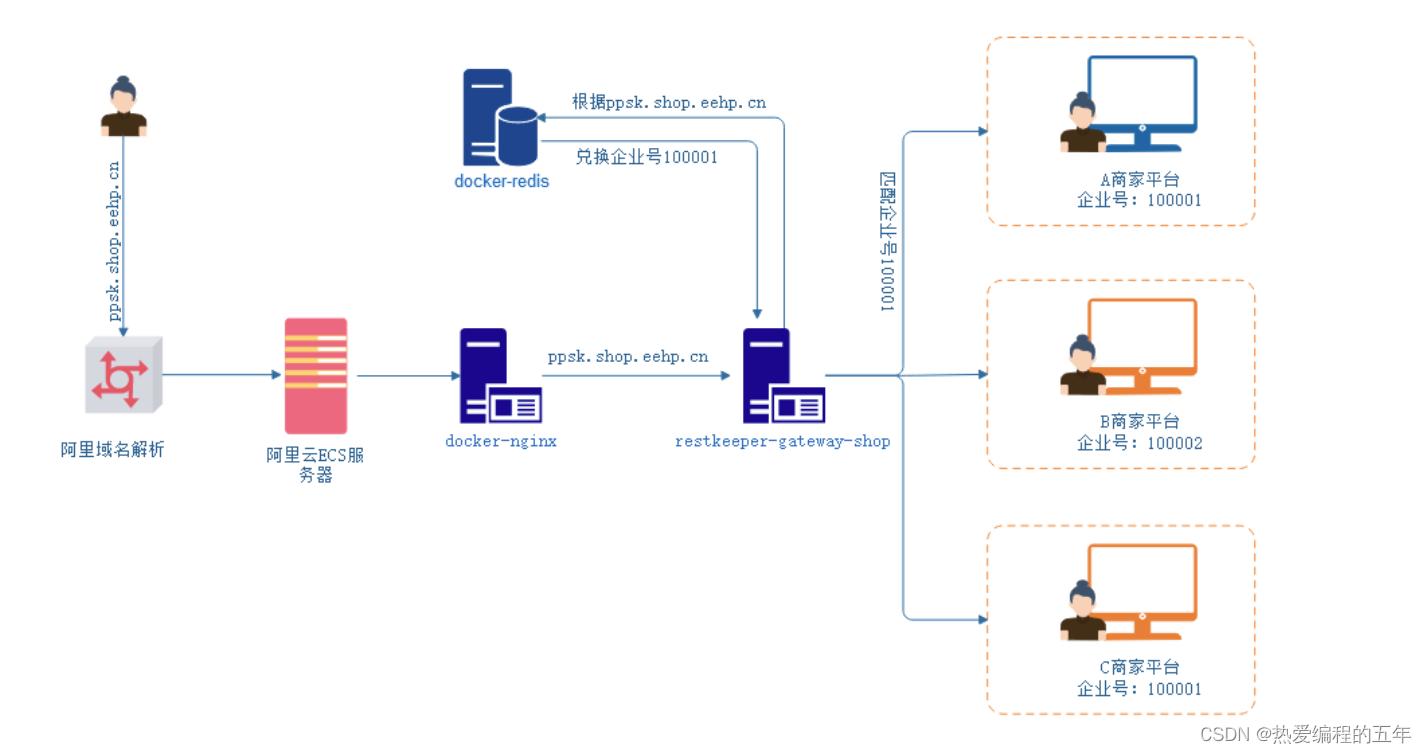 ppsk.shop.eehp.cn
阿里域名解析
阿里云ECS服
务器
docker-redis
根据ppsk.shop.eehp.cn
兑换企业号100001
docker-nginx
ppsk.shop.eehp.cn
restkeeper-gateway-shop
匹配企业号100001
A商家平台
企业号：100001
B商家平台
企业号：100002
C商家平台
企业号：100001
CSDN @热爱编程的五年